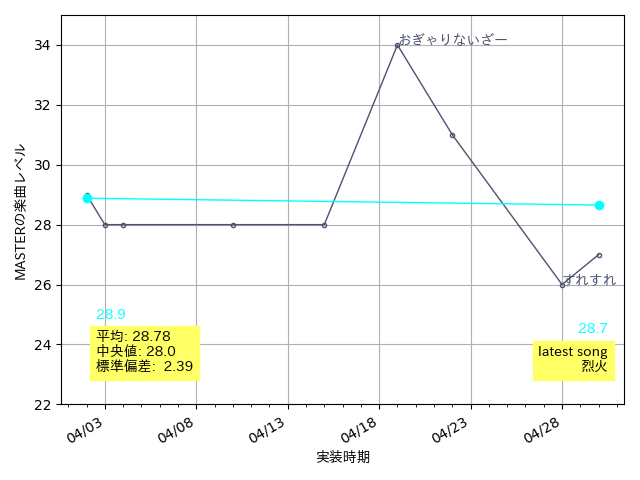 34
32
30
28
26
24
22
MASTERの楽曲レベル
おぎゃりないざー
ずれずれ
28.9
平均: 28.78
中央値: 28.0
標準偏差: 2.39
28.7
latest song
烈火
04/03
04/08
04/13
04/18
04/23
04/28
実装時期